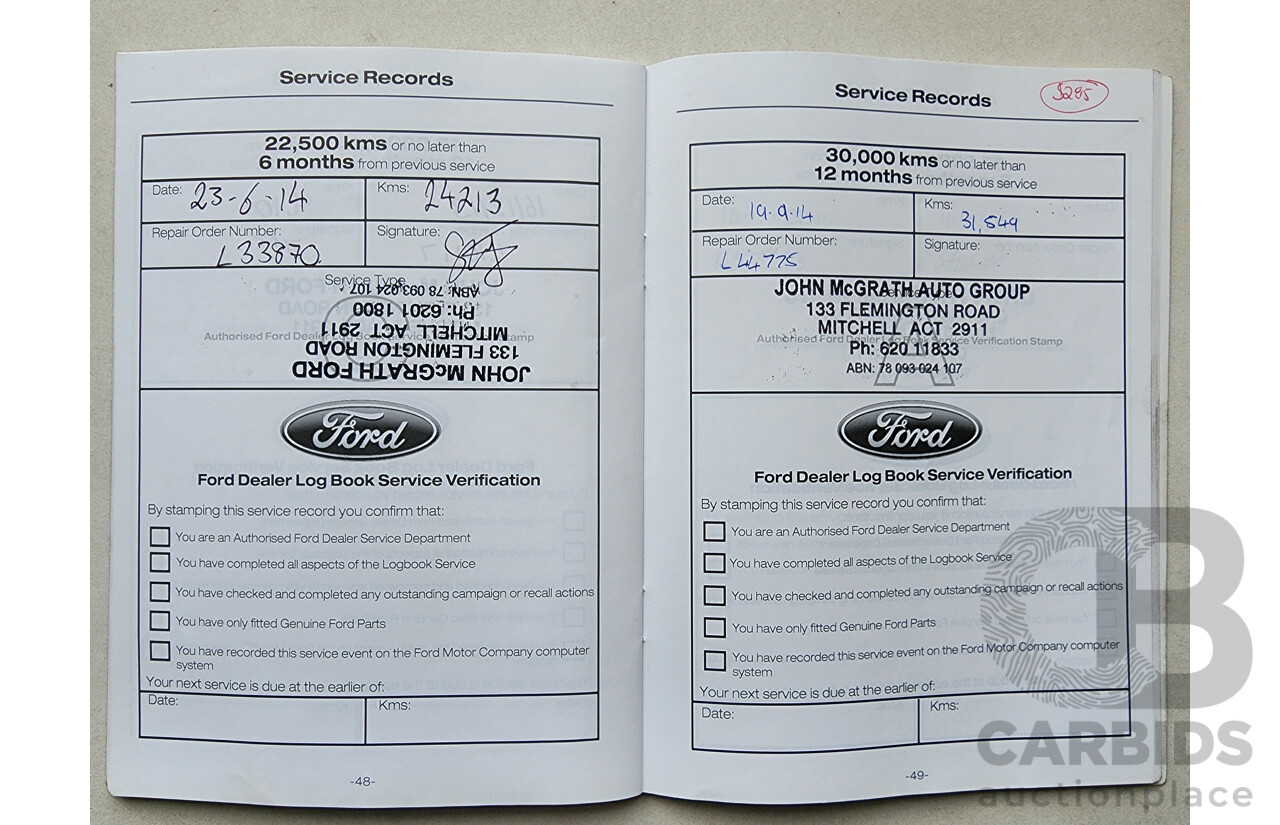 Service Records
22,500 kms or no later than
6 months from previous service
Date: 23-6-14
Kms: 24213
Repair Order Number:
L33870
Signature:
Service Type
ABN: 78 093 024 107
Ph: 6201 1800
MITCHELL ACT 2911
Authorised Ford Dealer Log Book Service Verification Stamp
133 FLEMINGTON ROAD
JOHN McGRATH FORD
Ford
Ford Dealer Log Book Service Verification
By stamping this service record you confirm that:
You are an Authorised Ford Dealer Service Department
You have completed all aspects of the Logbook Service
You have checked and completed any outstanding campaign or recall actions
You have only fitted Genuine Ford Parts
You have recorded this service event on the Ford Motor Company computer
system
Your next service is due at the earlier of:
Date:
Kms:
-48-
Service Records
30,000 kms or no later than
12 months from previous service
Date: 19.9.14
Kms:
31,549
Repair Order Number:
L44775
Signature:
Service Type
JOHN McGRATH AUTO GROUP
133 FLEMINGTON ROAD
MITCHELL ACT 2911
Authorised Ford Dealer Log Book Service Verification Stamp
A
Ph: 620 11833
ABN: 78 093 024 107
Ford
Ford Dealer Log Book Service Verification
By stamping this service record you confirm that:
You are an Authorised Ford Dealer Service Department
You have completed all aspects of the Logbook Service
You have checked and completed any outstanding campaign or recall actions
You have only fitted Genuine Ford Parts
You have recorded this service event on the Ford Motor Company computer
system
Your next service is due at the earlier of:
Date:
Kms:
-49-
CB
CARBIDS
auctionplace